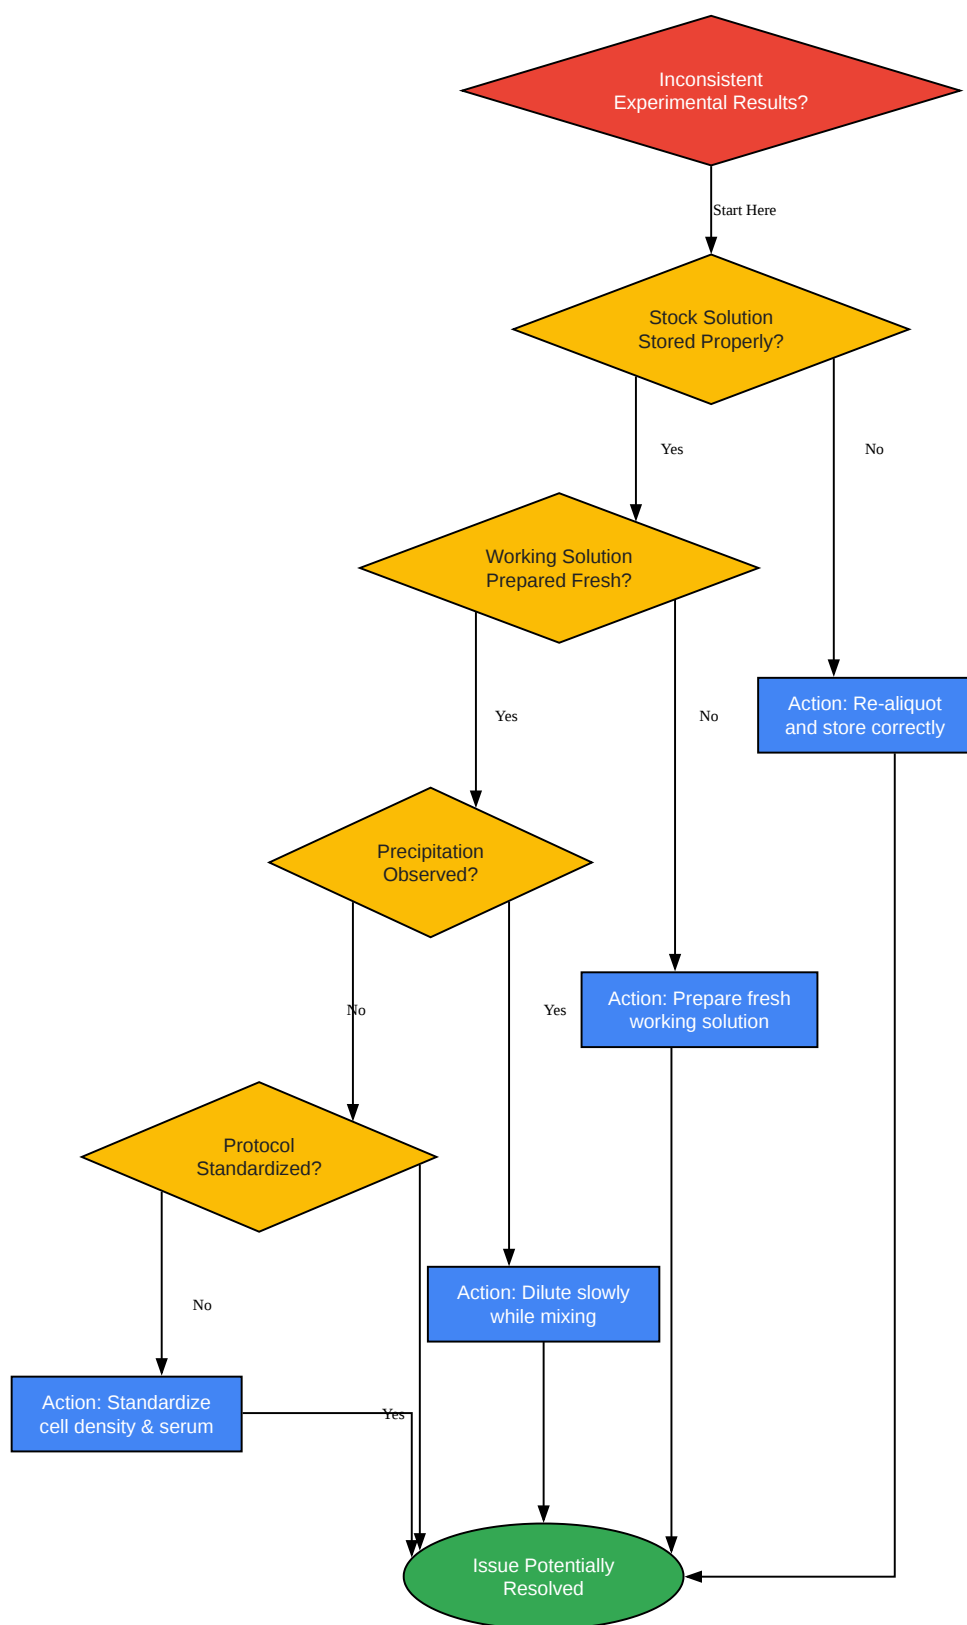 Inconsistent
Experimental Results?
Start Here
Stock Solution
Stored Properly?
Yes
No
Working Solution
Prepared Fresh?
Yes
No
Action: Re-aliquot
and store correctly
Precipitation
Observed?
No
Yes
Action: Prepare fresh
working solution
Protocol
Standardized?
No
Action: Dilute slowly
while mixing
Action: Standardize
cell density & serum
Yes
Issue Potentially
Resolved